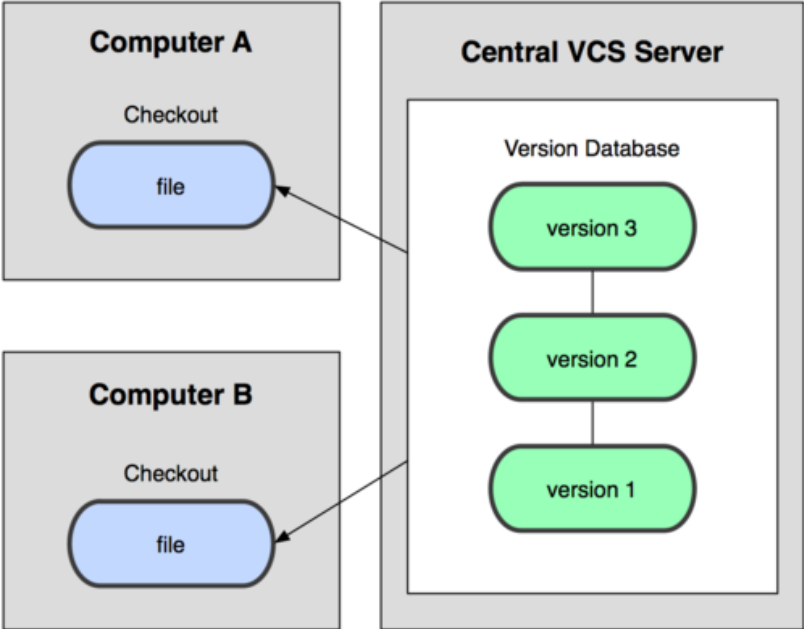 Computer A
Checkout
file
Computer B
Checkout
file
Central VCS Server
Version Database
version 3
version 2
version 1